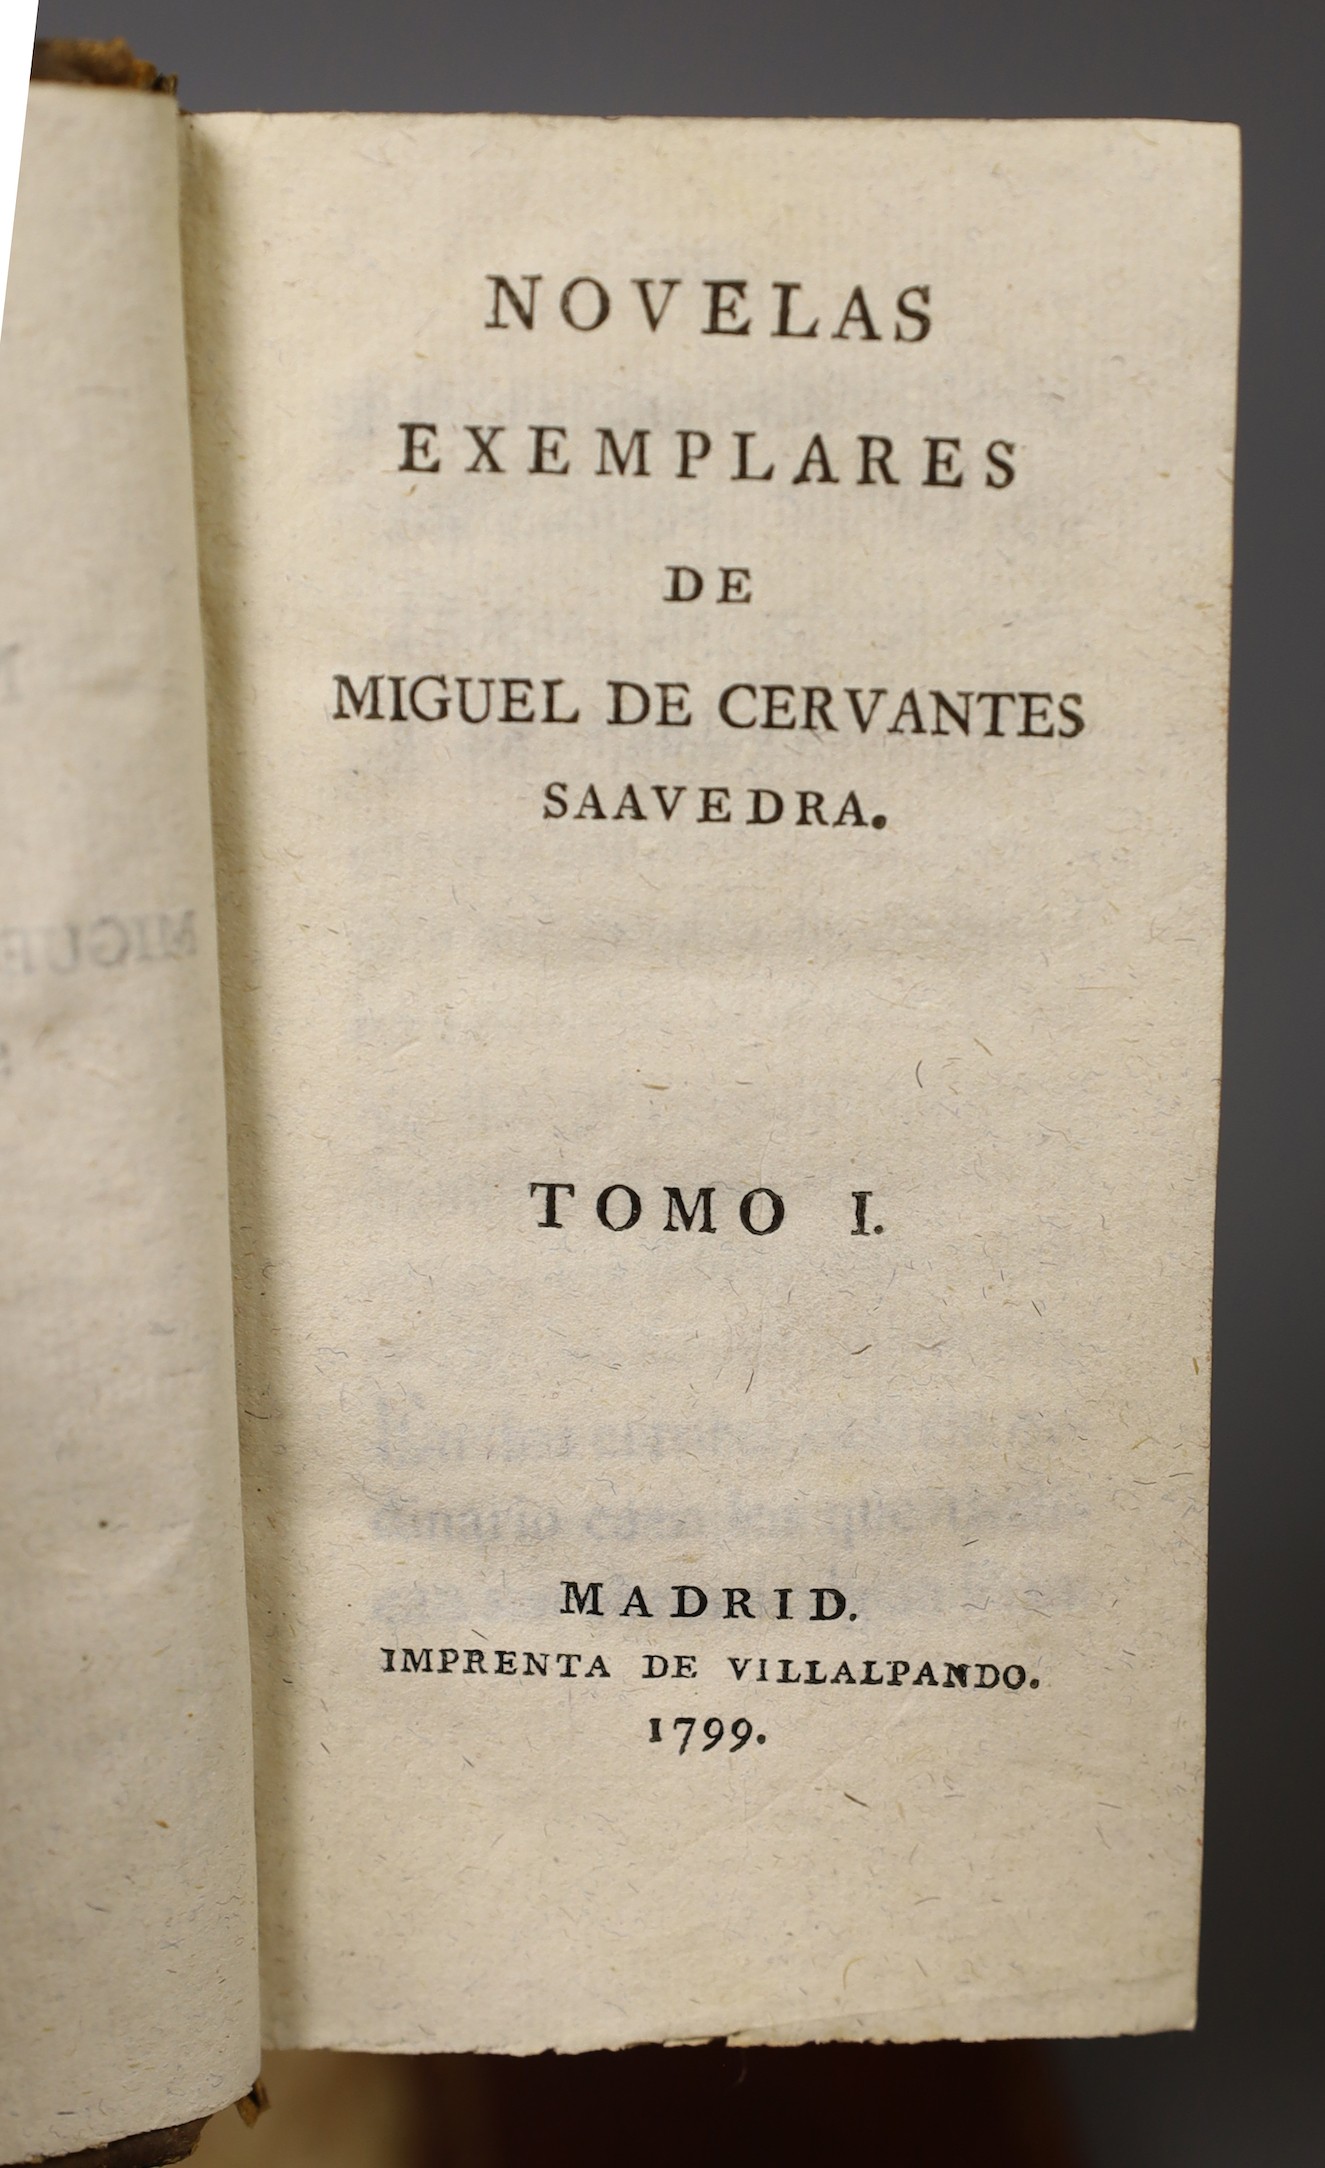 NOVELAS
EXEMPLARES
DE
MIGUEL DE CERVANTES
SAAVEDRA.
TOMO I.
MADRID.
IMPRENTA DE VILLALPANDO.
1799.